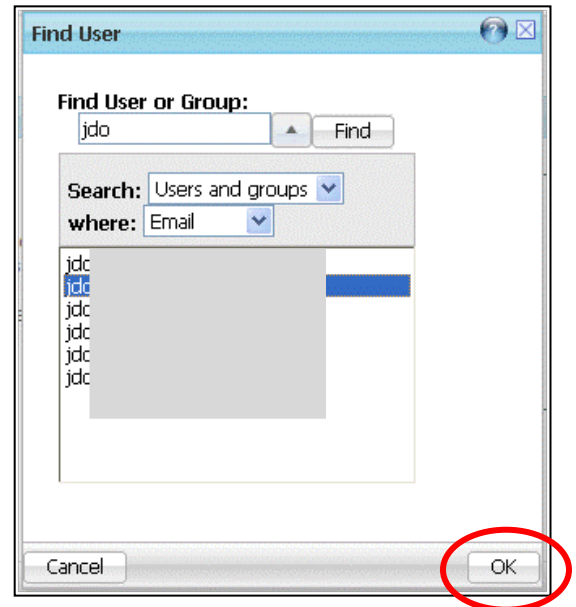 Find User
Find User or Group:
jdo
Find
Search: Users and groups
where: Email
jdo
jdo
jdo
jdo
jdo
jdo
Cancel
OK